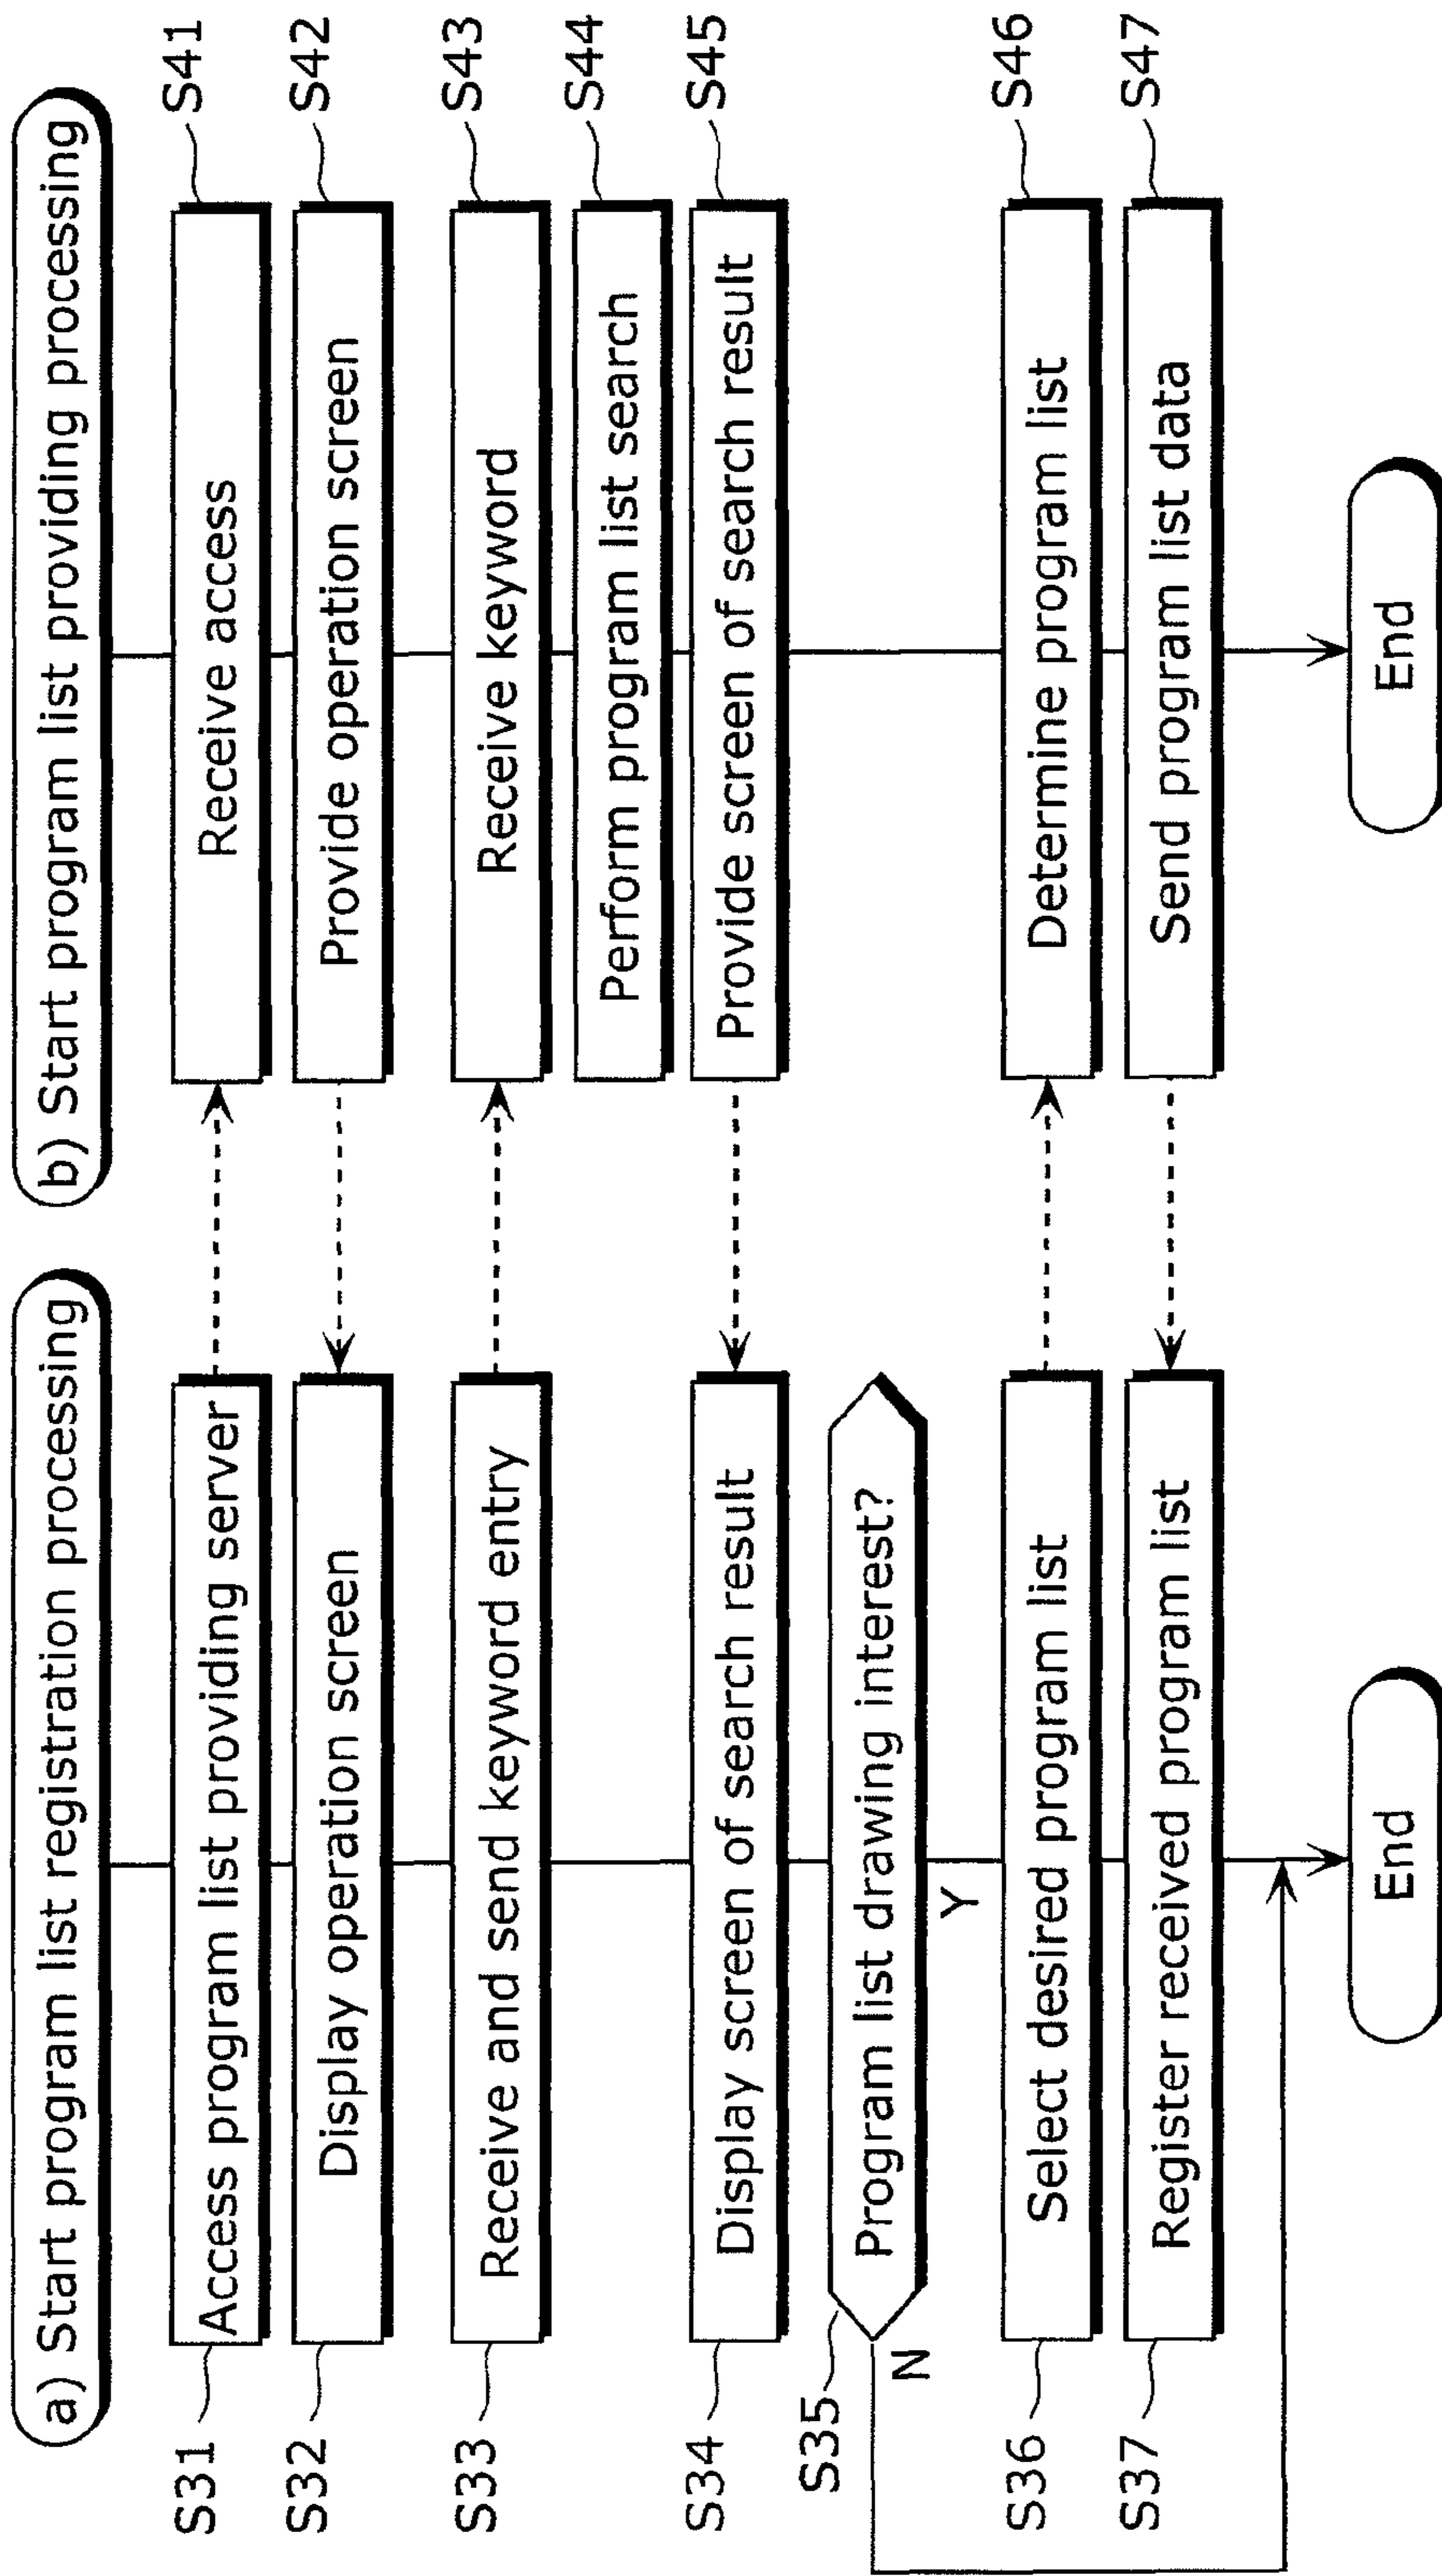 a) Start program list registration processing
S31
Access program list providing server
S32
Display operation screen
S33
Receive and send keyword entry
S34
Display screen of search result
S35
Program list drawing interest?
N
Y
S36
Select desired program list
S37
Register received program list
End
b) Start program list providing processing
Receive access
S41
Provide operation screen
S42
Receive keyword
S43
Perform program list search
S44
Provide screen of search result
S45
Determine program list
S46
Send program list data
S47
End